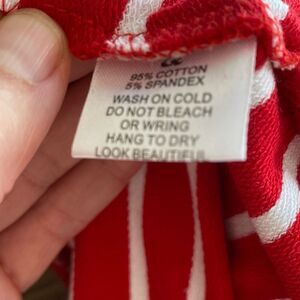 95% COTTON
5% SPANDEX
WASH ON COLD
DO NOT BLEACH
OR WRING
HANG TO DRY
LOOK BEAUTIFUL